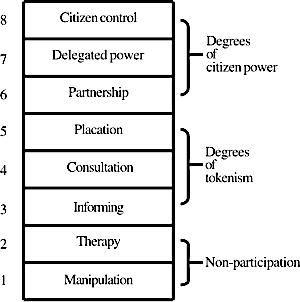 8 Citizen control
7 Delegated power
6 Partnership
Degrees
of
citizen power
5 Placation
4 Consultation
3 Informing
Degrees
of
tokenism
2 Therapy
1 Manipulation
Non-participation